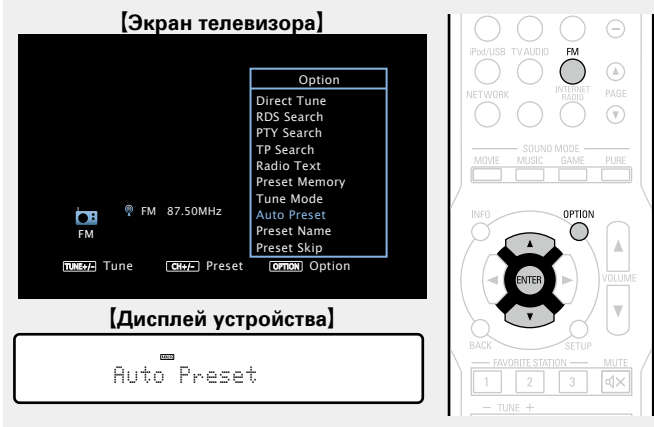 【Экран телевизора】
Option
Direct Tune
RDS Search
PTY Search
TP Search
Radio Text
Preset Memory
Tune Mode
Auto Preset
Preset Name
Preset Skip
FM 87.50MHz
FM
TUNE+/- Tune CH+/- Preset OPTION Option
【Дисплей устройства】
Auto Preset
iPod/USB TV AUDIO FM
NETWORK INTERNET RADIO PAGE
SOUND MODE
MOVIE MUSIC GAME PURE
INFO OPTION
ENTER
VOLUME
BACK SETUP
FAVORITE STATION MUTE
1 2 3
− TUNE +